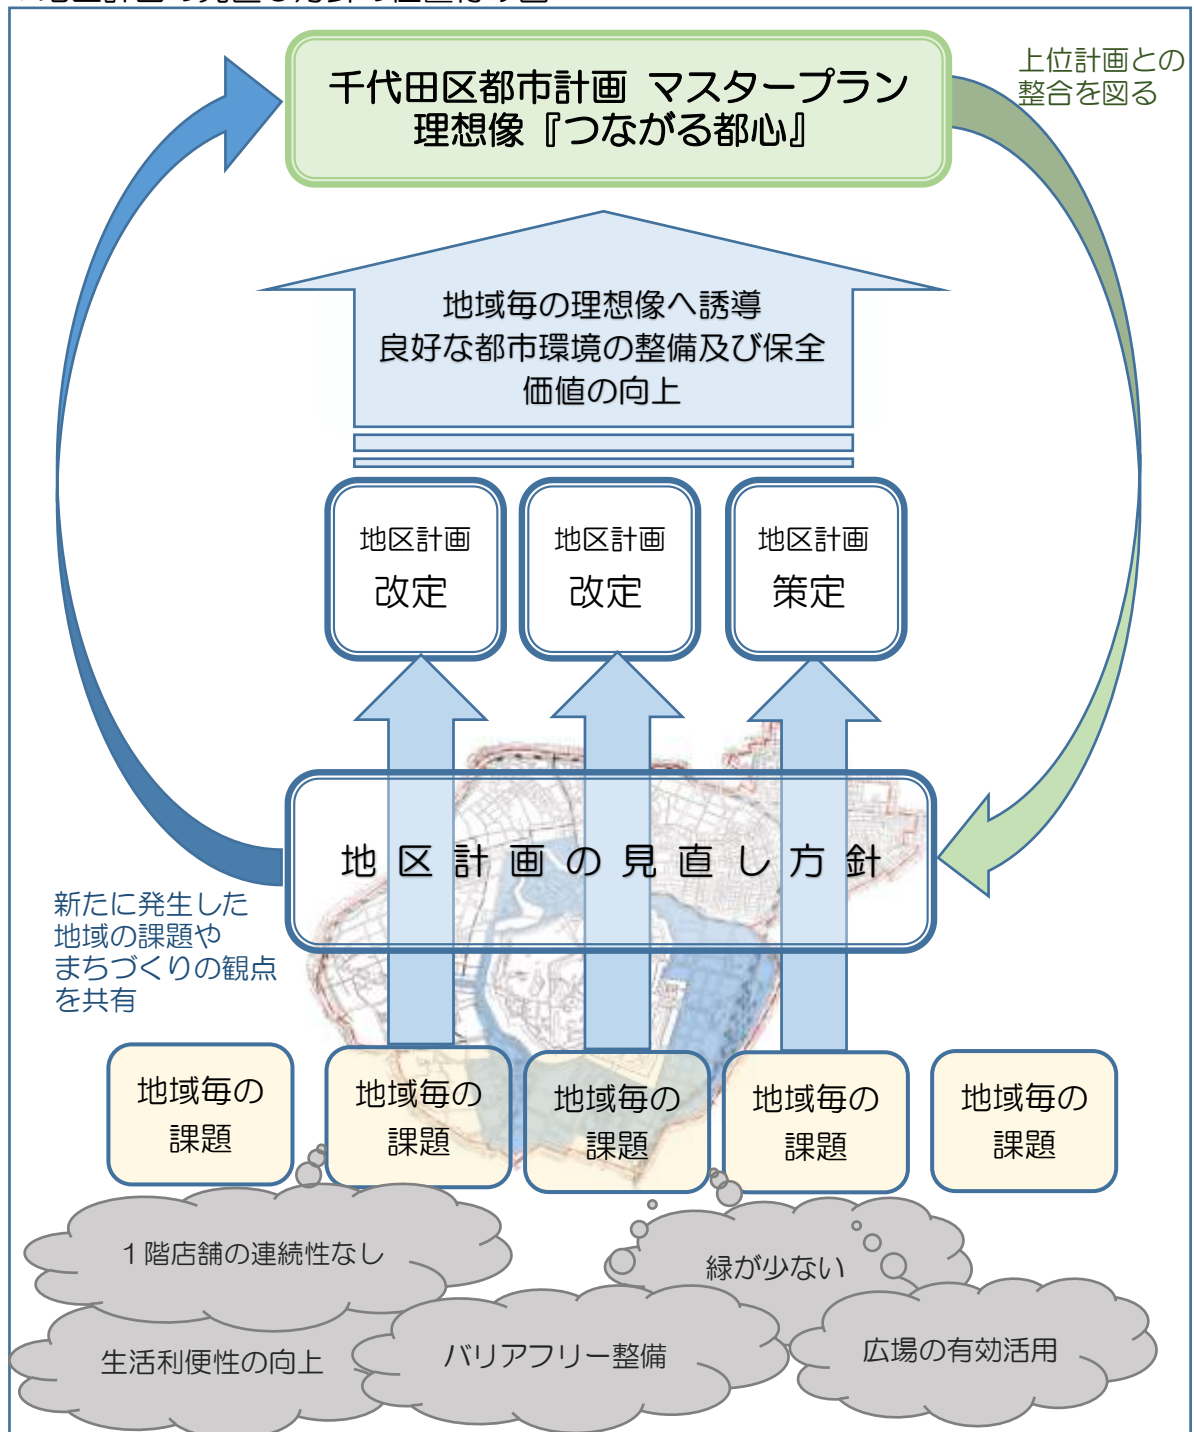 千代田区都市計画 マスタープラン
理想像『つながる都心』
上位計画との
整合を図る
地域毎の理想像へ誘導
良好な都市環境の整備及び保全
価値の向上
地区計画
改定
地区計画
改定
地区計画
策定
地区計画の見直し方針
新たに発生した
地域の課題や
まちづくりの観点
を共有
地域毎の
課題
地域毎の
課題
地域毎の
課題
地域毎の
課題
地域毎の
課題
１階店舗の連続性なし
緑が少ない
生活利便性の向上
バリアフリー整備
広場の有効活用